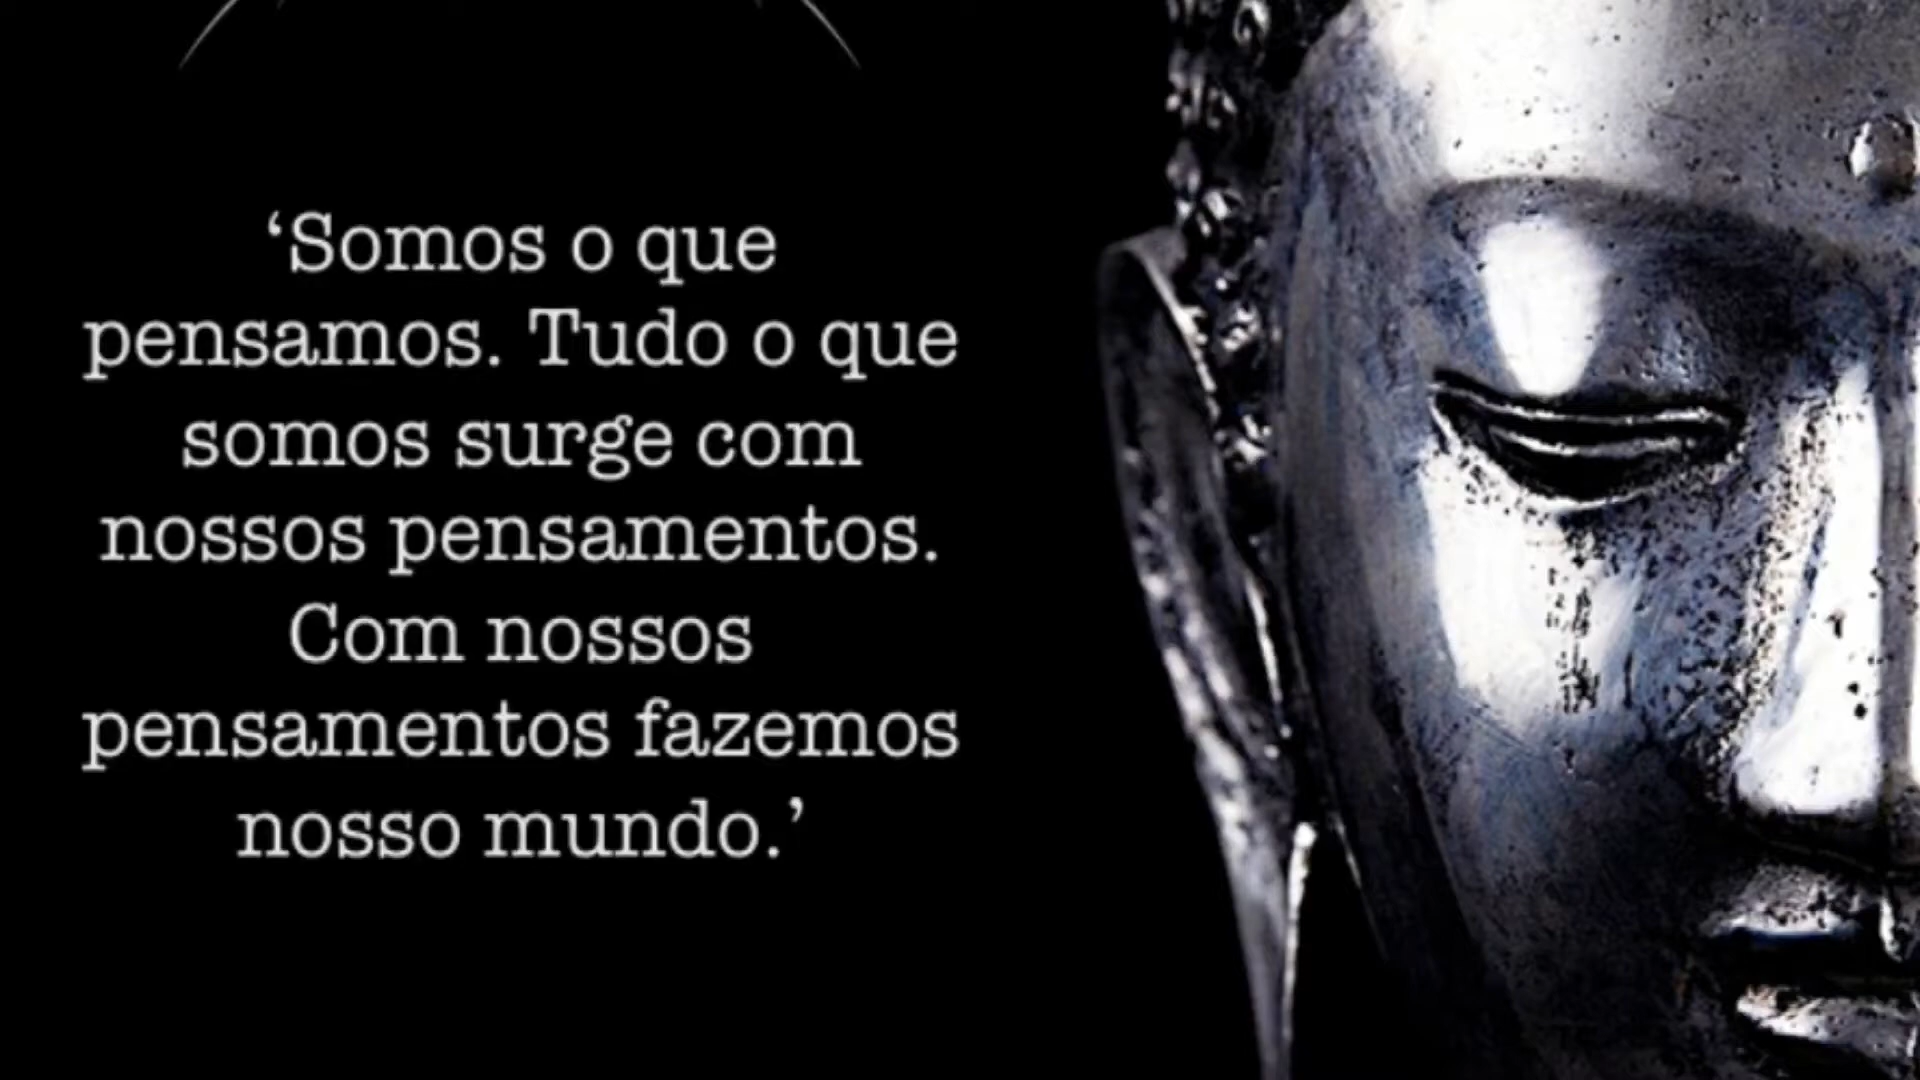 ‘Somos o que
pensamos. Tudo o que
somos surge com
nossos pensamentos.
Com nossos
pensamentos fazemos
nosso mundo.’